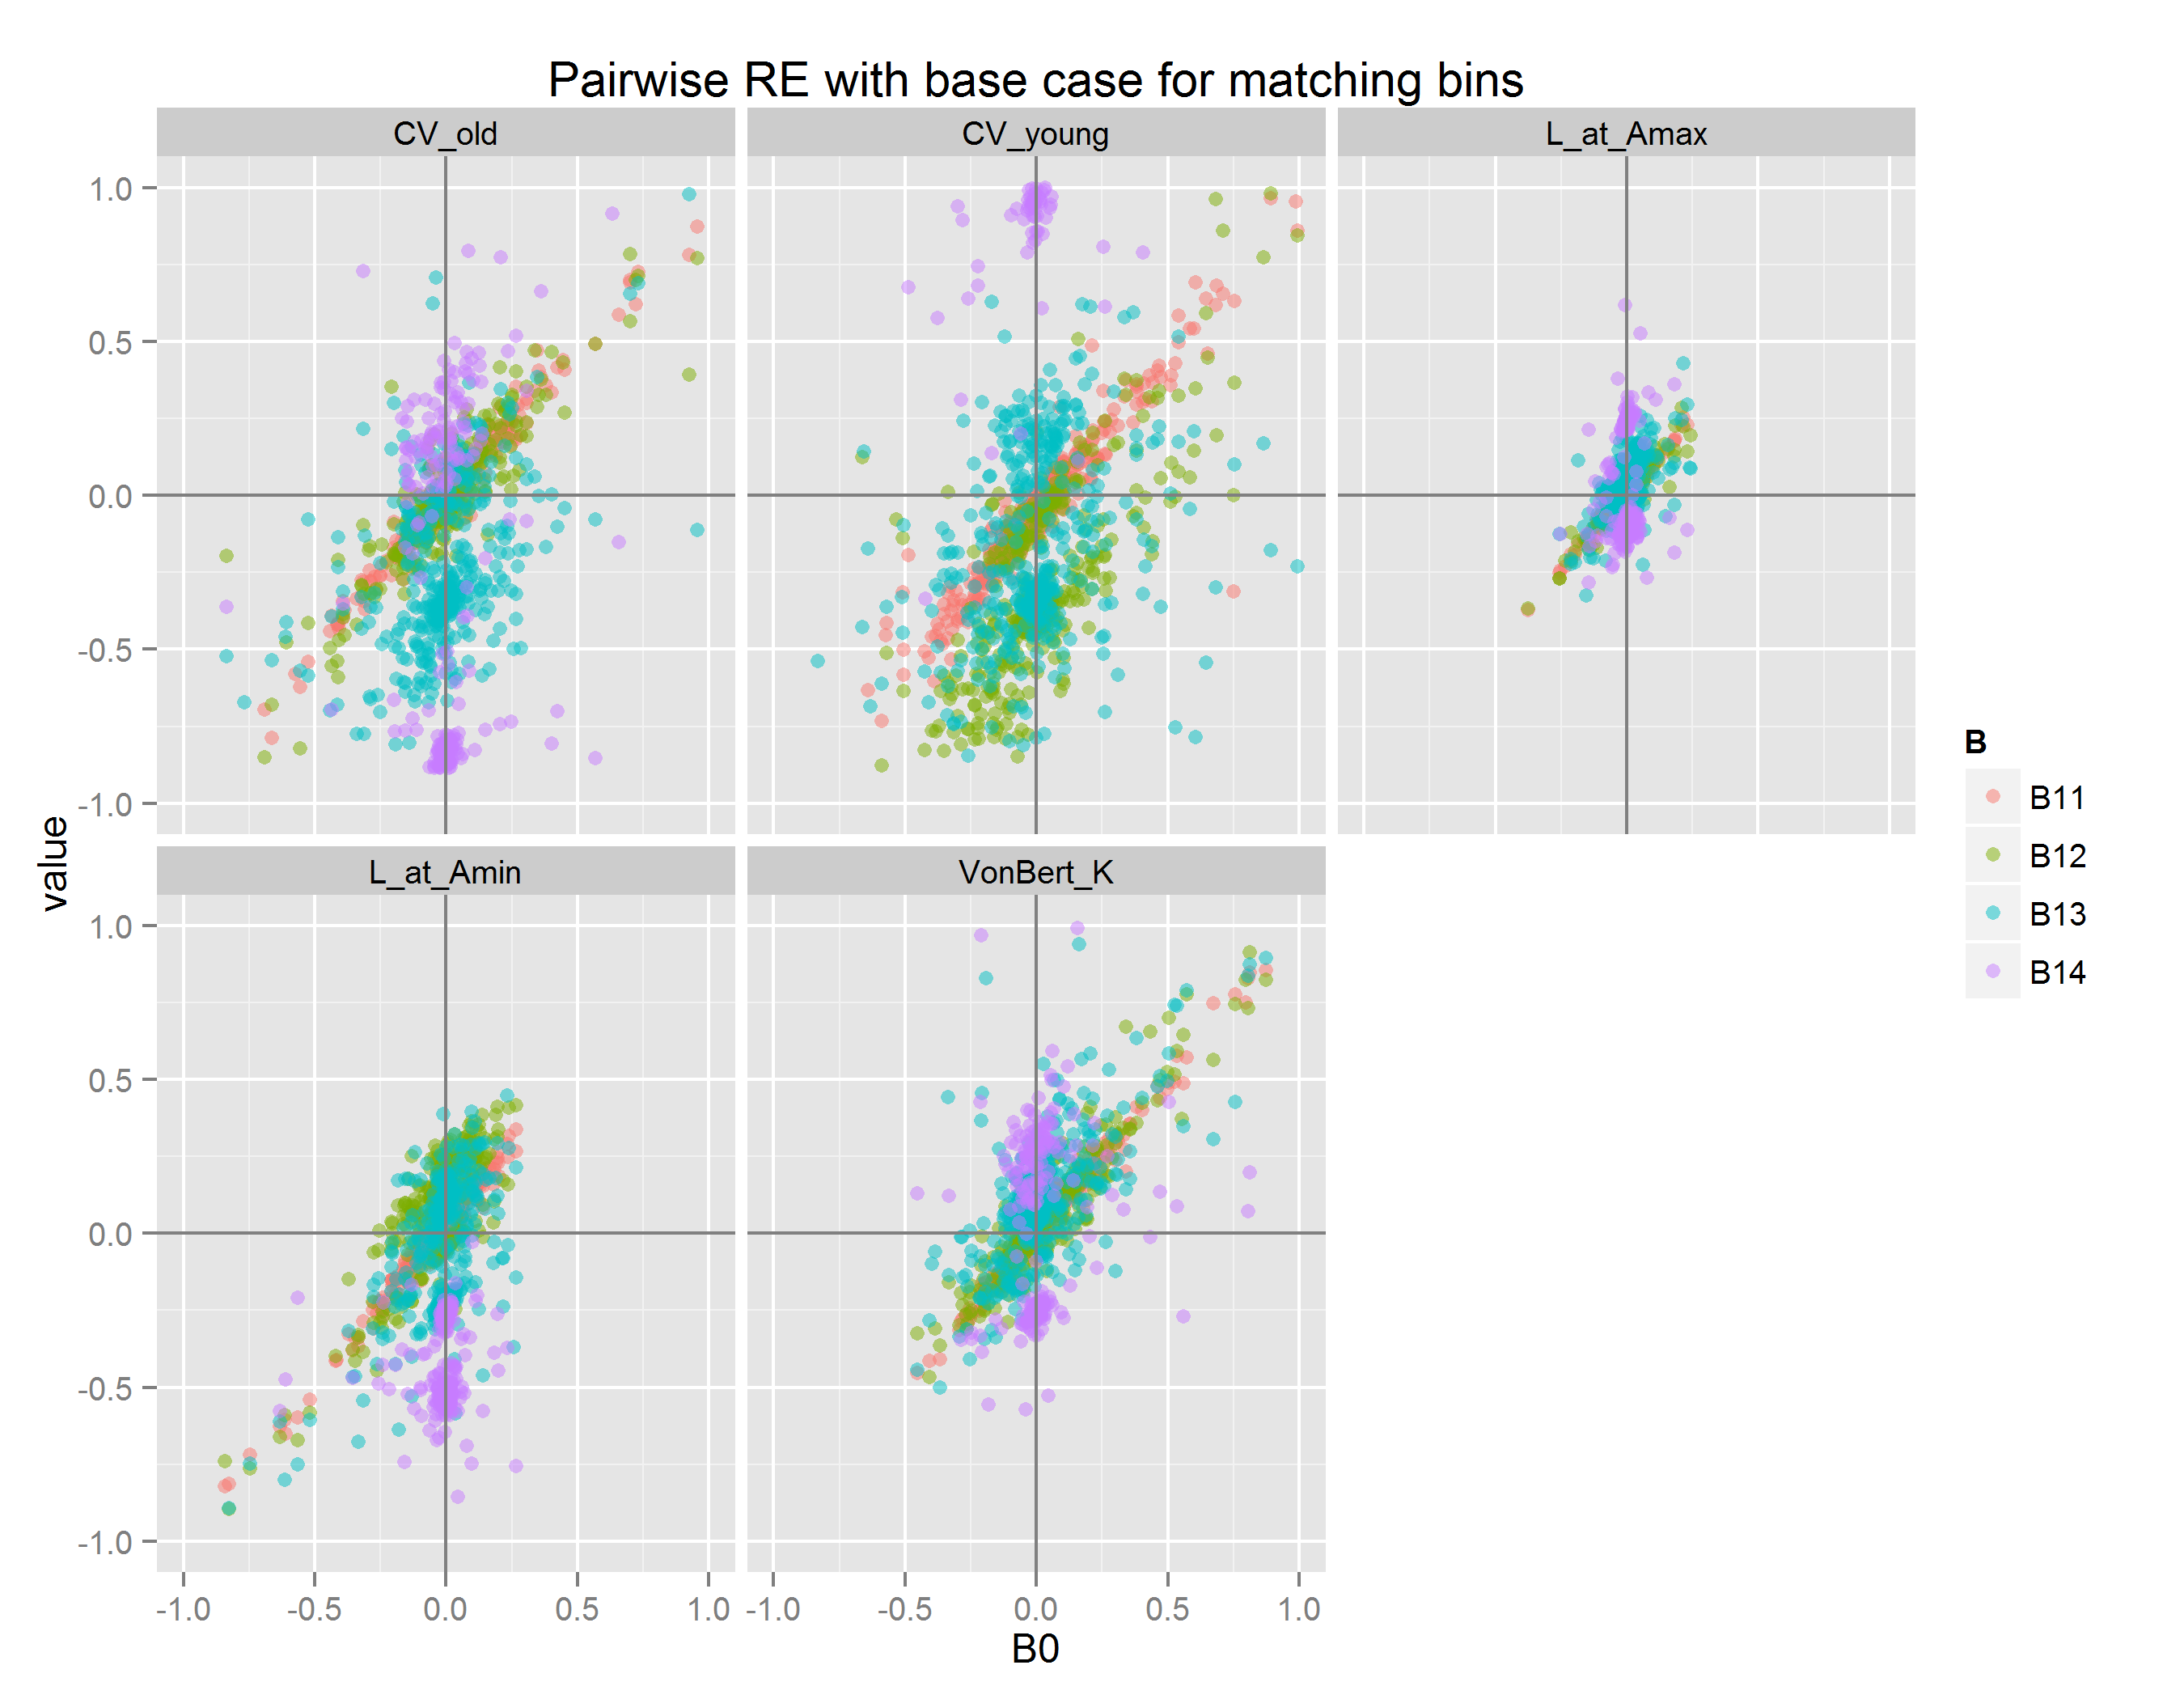 Pairwise RE with base case for matching bins
CV_old
CV_young
L_at_Amax
1.0
0.5
0.0
-0.5
-1.0
L_at_Amin
VonBert_K
1.0
0.5
0.0
-0.5
-1.0
-1.0 -0.5 0.0 0.5 1.0
-1.0 -0.5 0.0 0.5 1.0
B0
value
B
B11
B12
B13
B14